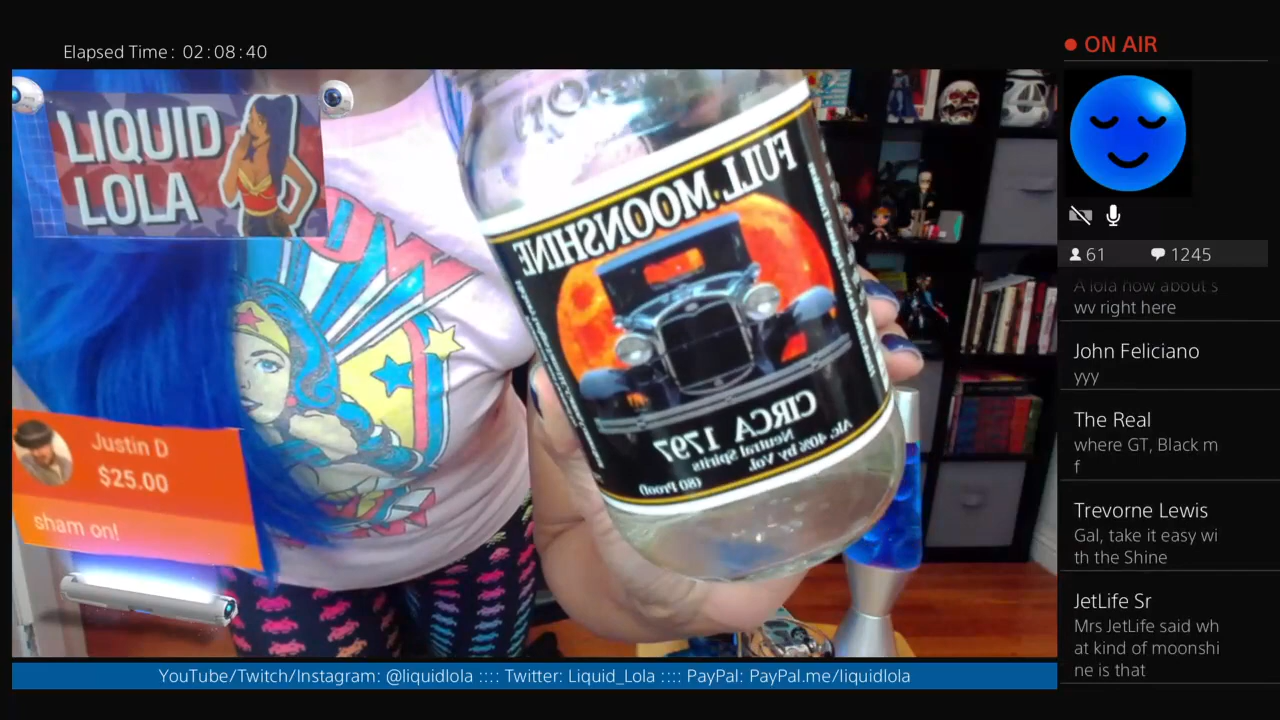 Elapsed Time: 02:08:40
ON AIR
LIQUID
LOLA
FULL MOONSHINE
CIRCA 1797
Neutral Spirits
Alc. 40% by Vol.
(80 Proof)
Justin D
$25.00
sham on!
61
1245
A lola how about s
wv right here
John Feliciano
yyy
The Real
where GT, Black m
f
Trevorne Lewis
Gal, take it easy wi
th the Shine
JetLife Sr
Mrs JetLife said wh
at kind of moonshi
ne is that
YouTube/Twitch/Instagram: @liquidlola :::: Twitter: Liquid_Lola :::: PayPal: PayPal.me/liquidlola